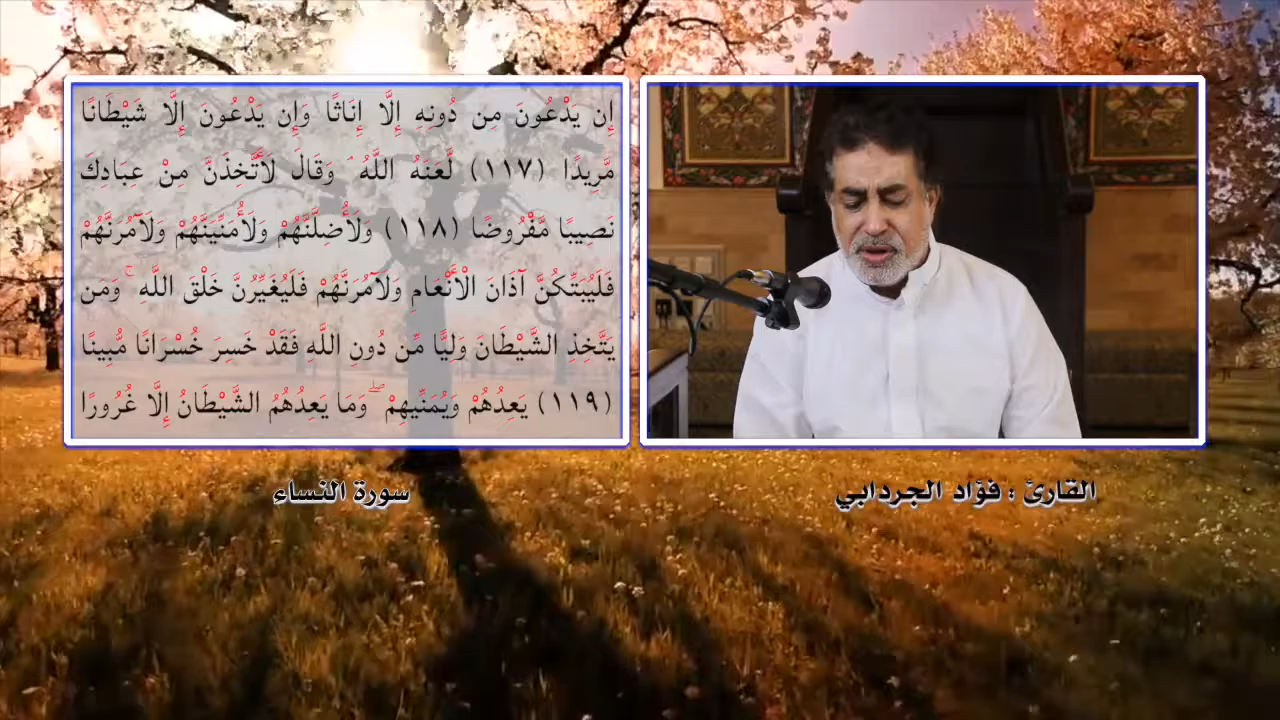 إِن يَدْعُونَ مِن دُونِهِ إِلَّا إِنَاثًا وَإِن يَدْعُونَ إِلَّا شَيْطَانًا
مَّرِيدًا (١١٧) لَّعَنَهُ اللَّهُ ۘ وَقَالَ لَأَتَّخِذَنَّ مِنْ عِبَادِكَ
نَصِيبًا مَّفْرُوضًا (١١٨) وَلَأُضِلَّنَّهُمْ وَلَأُمَنِّيَنَّهُمْ وَلَآمُرَنَّهُمْ
فَلَيُبَتِّكُنَّ آذَانَ الْأَنْعَامِ وَلَآمُرَنَّهُمْ فَلَيُغَيِّرُنَّ خَلْقَ اللَّه ۚ وَمَن
يَتَّخِذِ الشَّيْطَانَ وَلِيًّا مِّن دُونِ اللَّهِ فَقَدْ خَسِرَ خُسْرَانًا مُّبِينًا
(١١٩) يَعِدُهُمْ وَيُمَنِّيهِمْ ۖ وَمَا يَعِدُهُمُ الشَّيْطَانُ إِلَّا غُرُورًا
القارئ : فؤاد الجردابي
سورة النساء